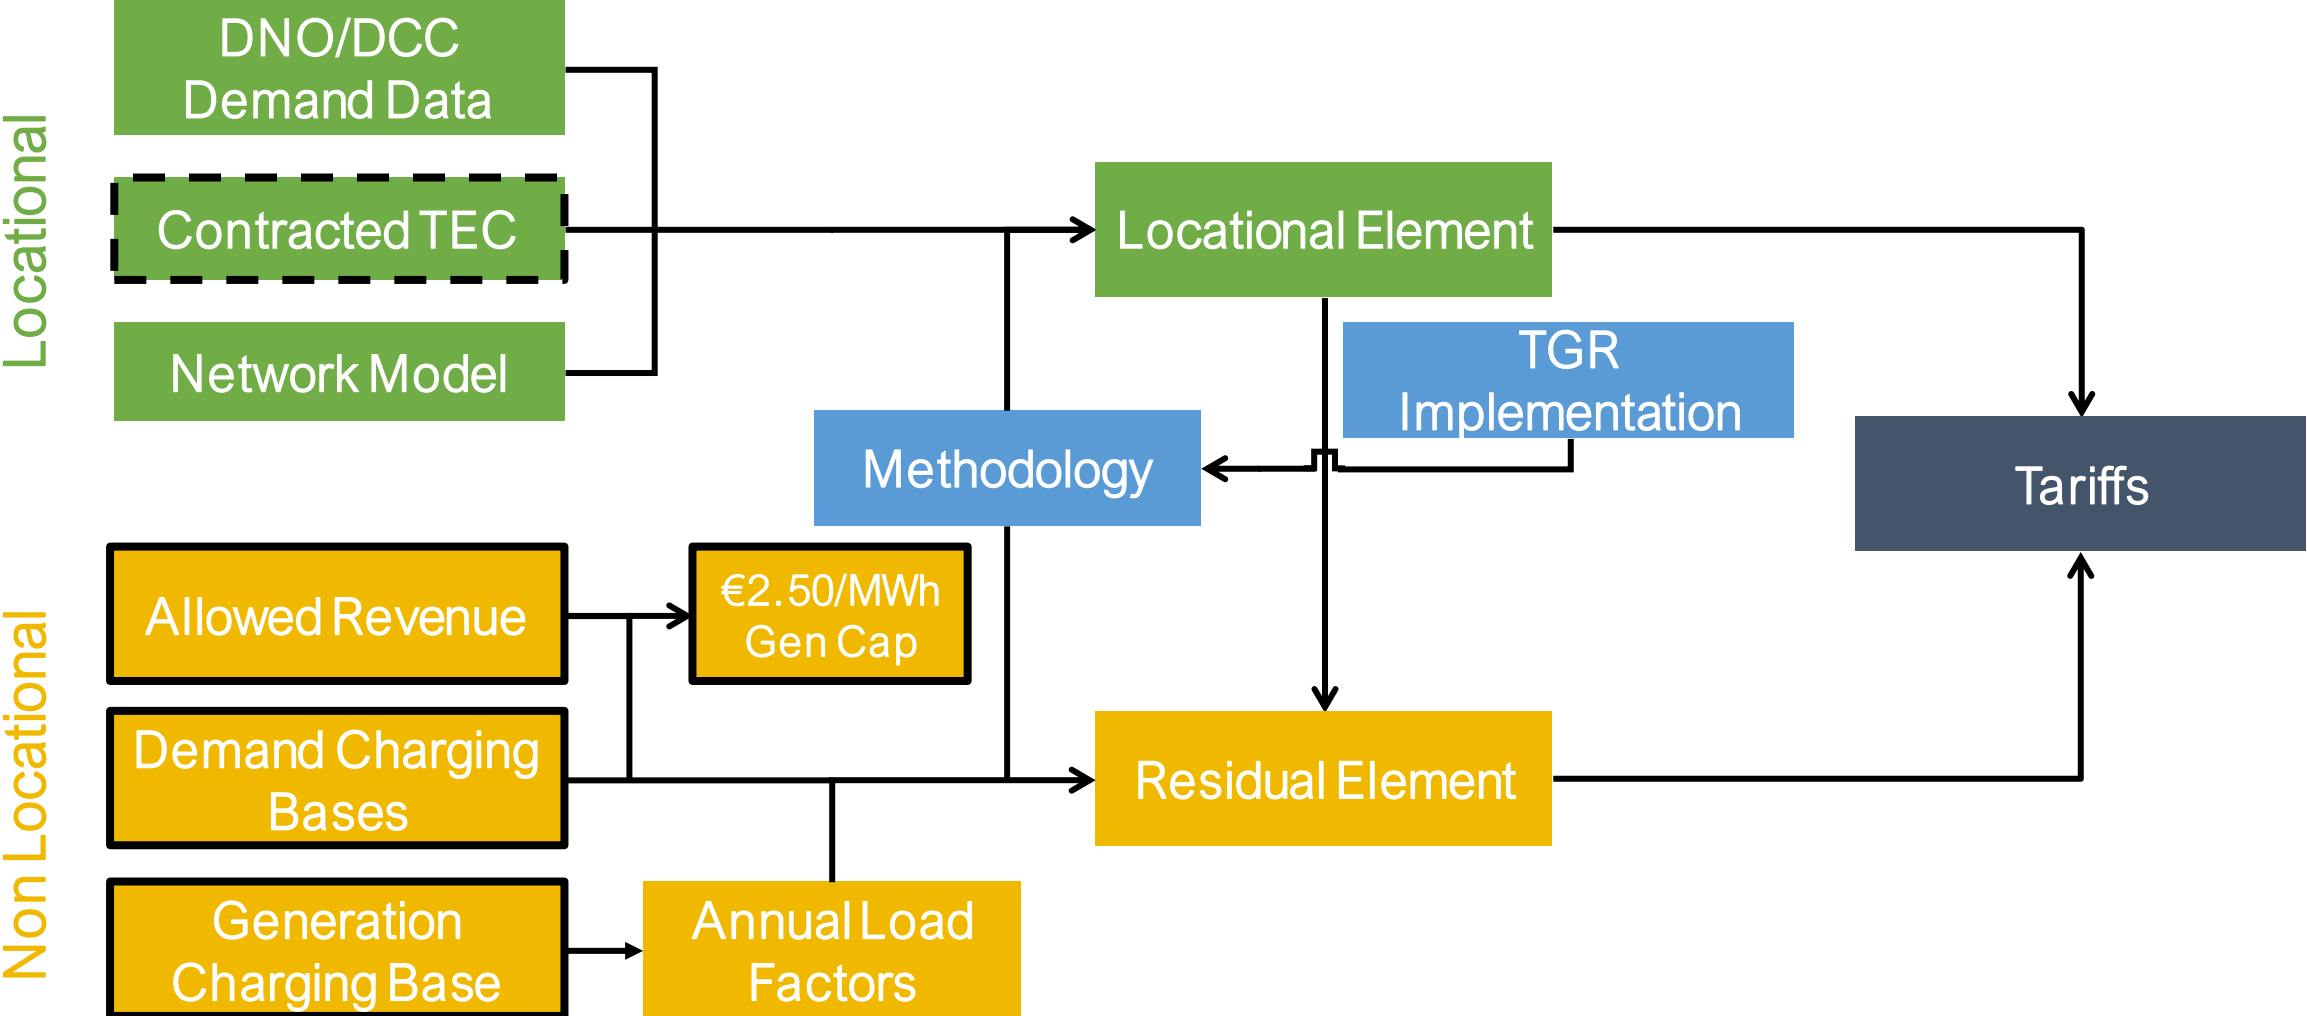 Locational
DNO/DCC
Demand Data
Contracted TEC
Network Model
Locational Element
TGR
Implementation
Methodology
Tariffs
Non Locational
Allowed Revenue
€2.50/MWh
Gen Cap
Demand Charging
Bases
Residual Element
Generation
Charging Base
Annual Load
Factors